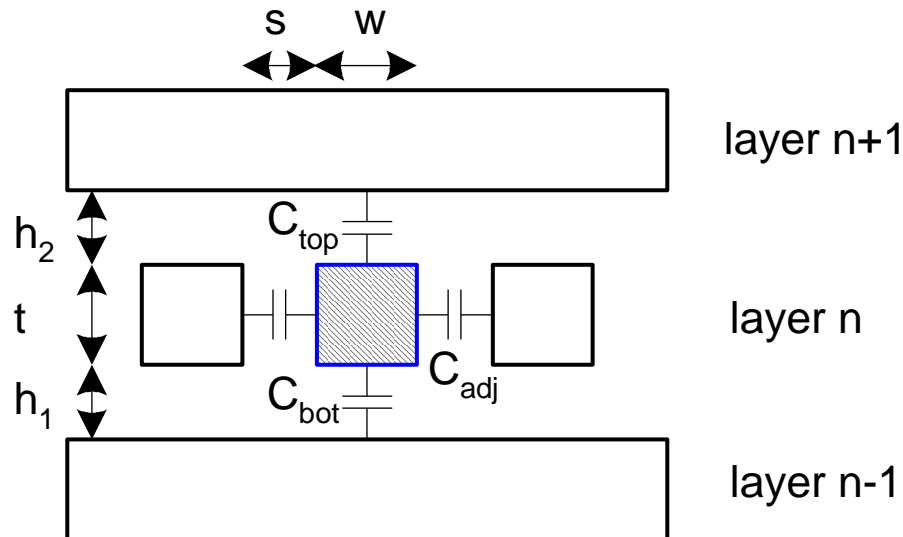 s w
layer n+1
h2
Ctop
t
layer n
Cadj
h1
Cbot
layer n-1